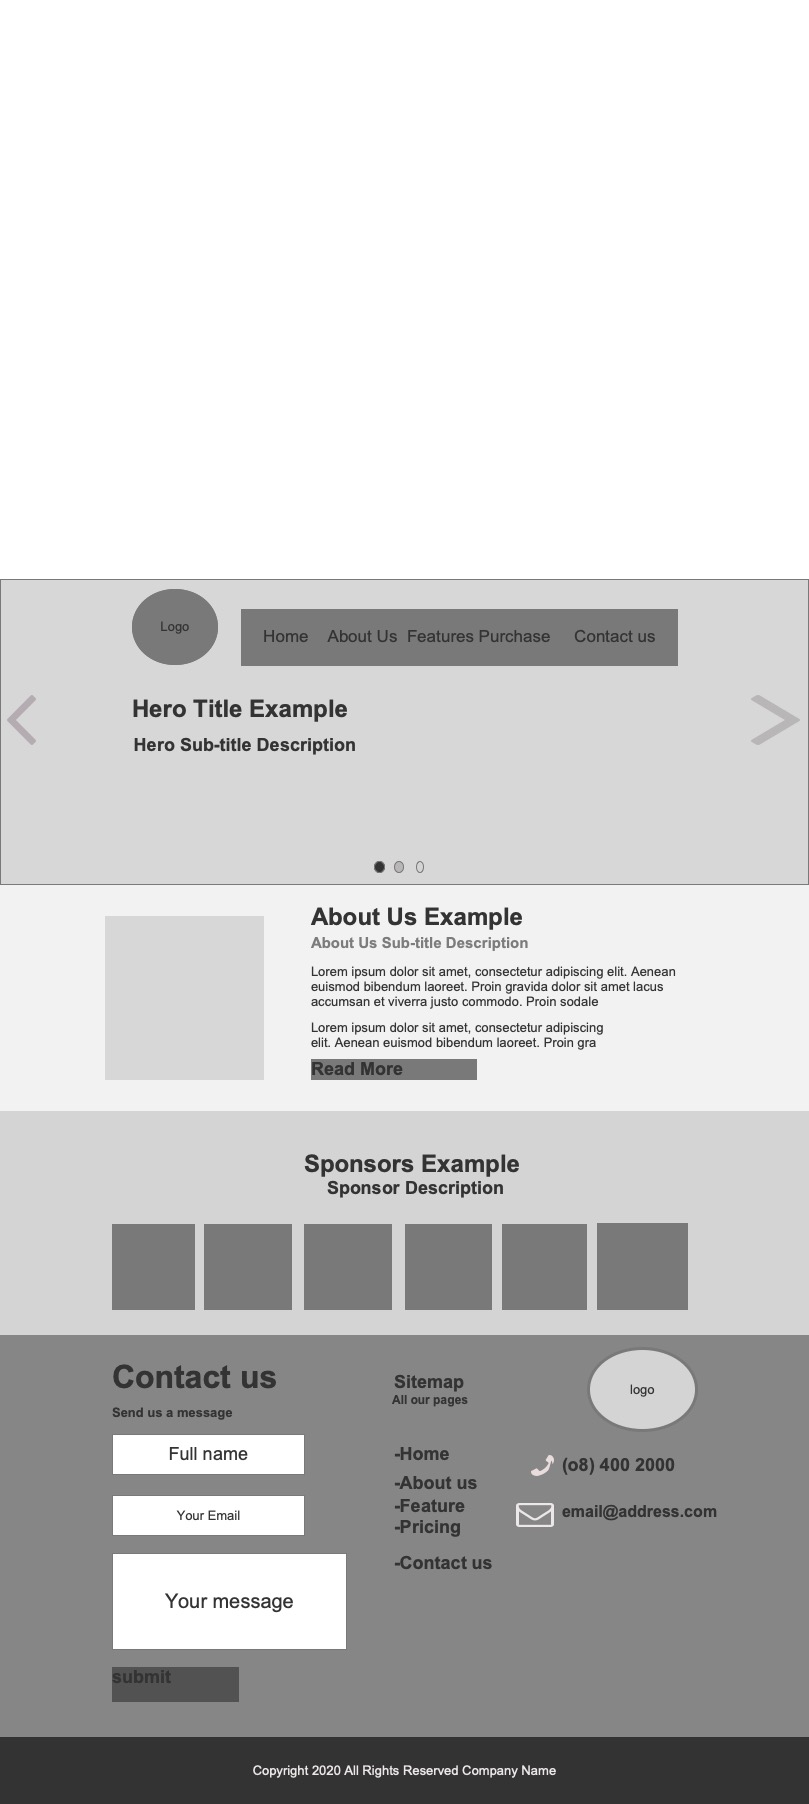 Logo
Home About Us Features Purchase Contact us
Hero Title Example
Hero Sub-title Description
About Us Example
About Us Sub-title Description
Lorem ipsum dolor sit amet, consectetur adipiscing elit. Aenean
euismod bibendum laoreet. Proin gravida dolor sit amet lacus
accumsan et viverra justo commodo. Proin sodale
Lorem ipsum dolor sit amet, consectetur adipiscing
elit. Aenean euismod bibendum laoreet. Proin gra
Read More
Sponsors Example
Sponsor Description
Contact us
Send us a message
Full name
Your Email
Your message
submit
Sitemap
All our pages
-Home
-About us
-Feature
-Pricing
-Contact us
logo
(o8) 400 2000
email@address.com
Copyright 2020 All Rights Reserved Company Name